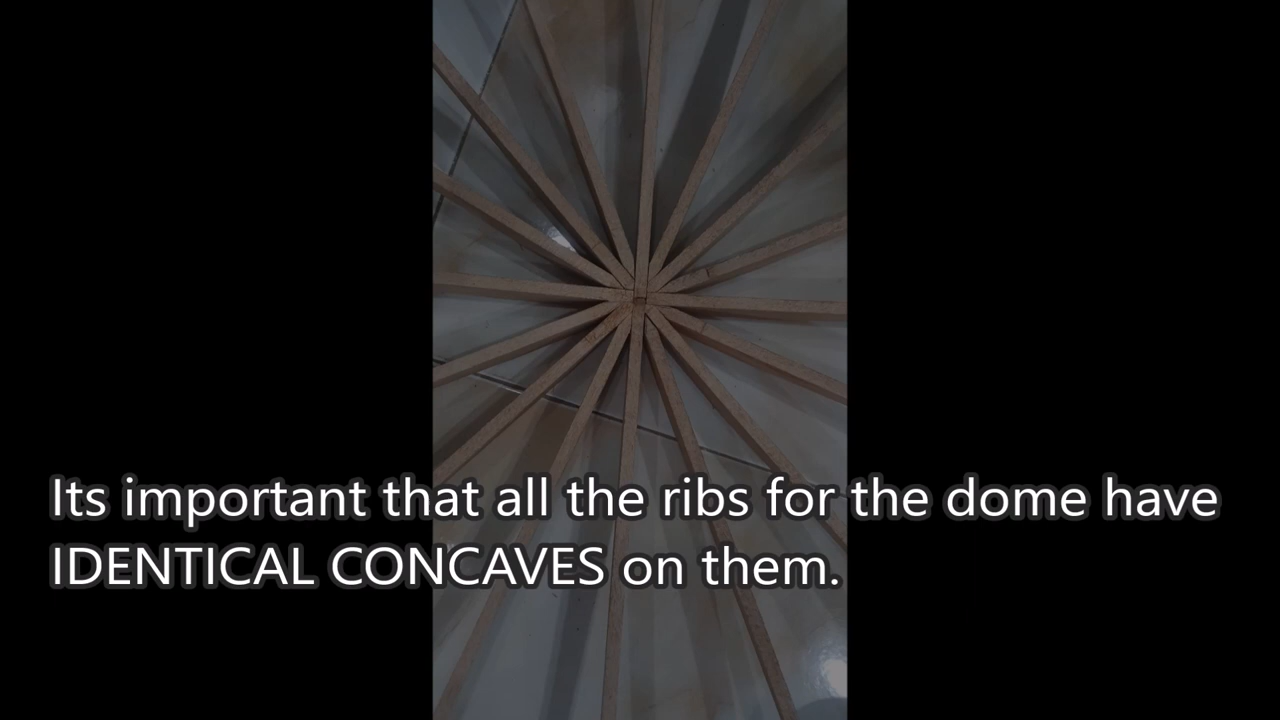 Its important that all the ribs for the dome have
IDENTICAL CONCAVES on them.